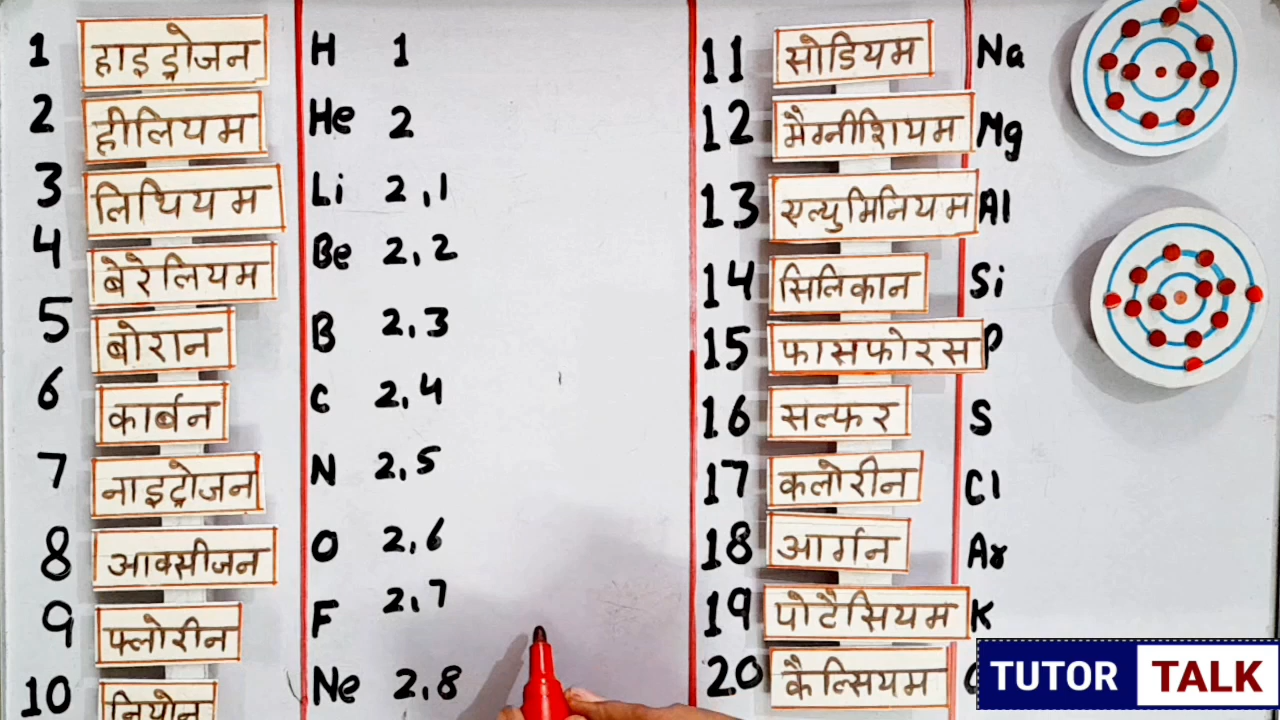 1 हाइड्रोजन H 1
2 हीलियम He 2
3 लिथियम Li 2,1
4 बेरेलियम Be 2,2
5 बोरान B 2,3
6 कार्बन C 2,4
7 नाइट्रोजन N 2,5
8 आक्सीजन O 2,6
9 फ्लोरीन F 2,7
10 नियोन Ne 2,8
11 सोडियम Na
12 मैग्नीशियम Mg
13 एल्युमिनियम Al
14 सिलिकान Si
15 फासफोरस P
16 सल्फर S
17 कलोरीन Cl
18 आर्गन Ar
19 पोटैसियम K
20 कैल्सियम
TUTOR TALK